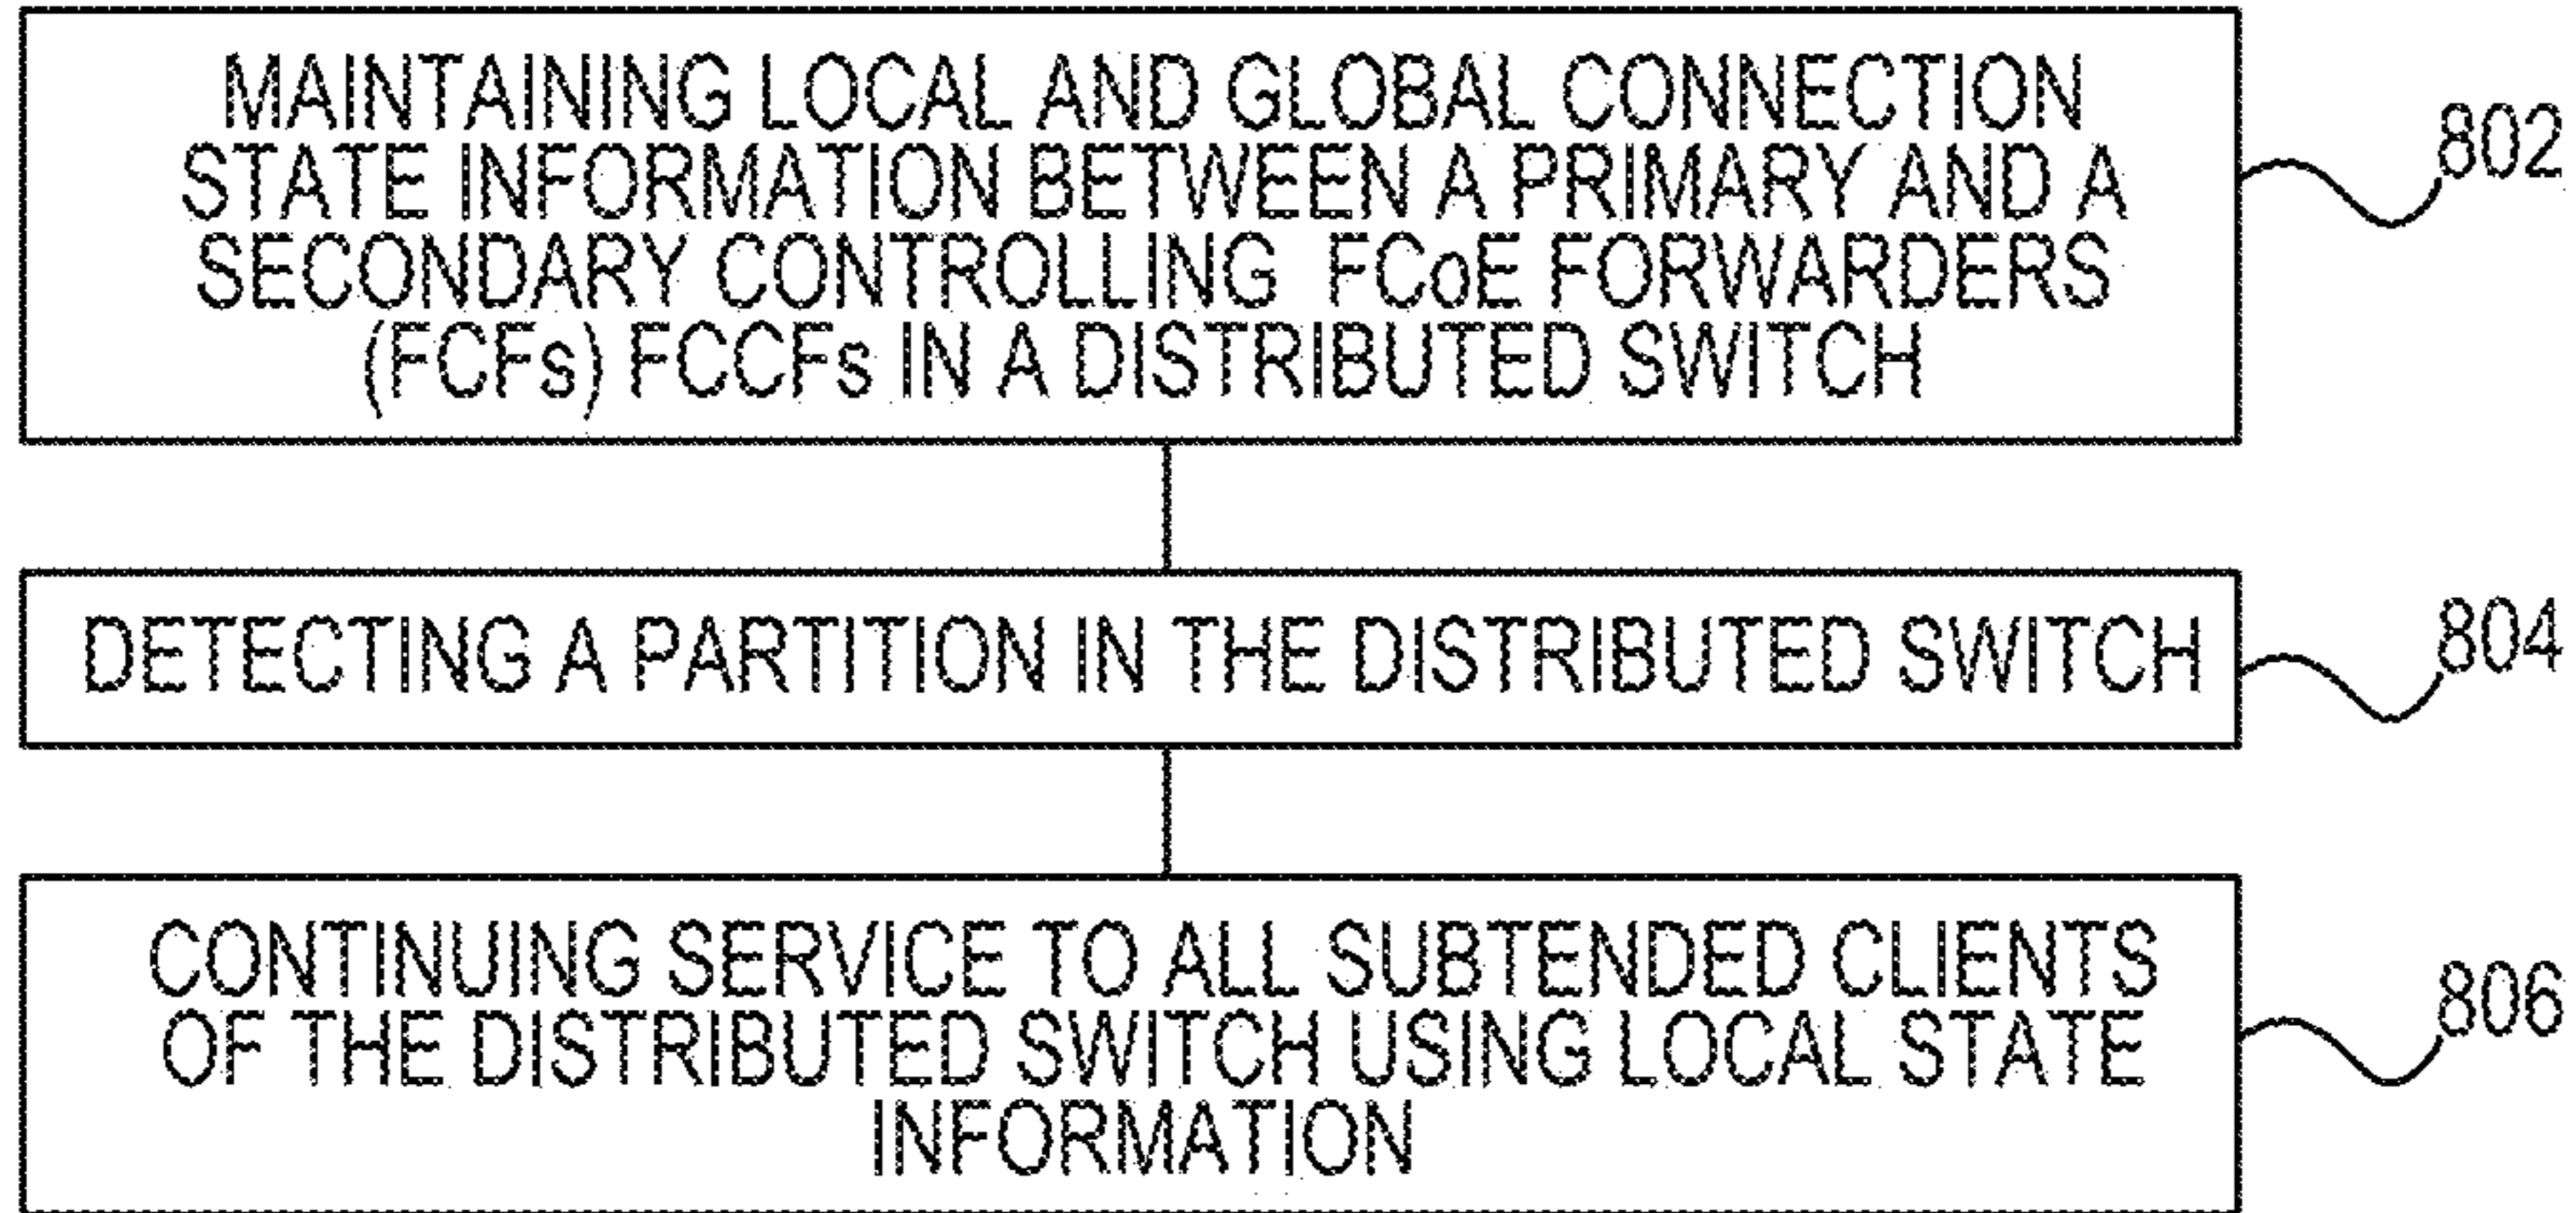 MAINTAINING LOCAL AND GLOBAL CONNECTION
STATE INFORMATION BETWEEN A PRIMARY AND A
SECONDARY CONTROLLING FCoE FORWARDERS
(FCFs) FCCFs IN A DISTRIBUTED SWITCH
802
DETECTING A PARTITION IN THE DISTRIBUTED SWITCH
804
CONTINUING SERVICE TO ALL SUBTENDED CLIENTS
OF THE DISTRIBUTED SWITCH USING LOCAL STATE
INFORMATION
806